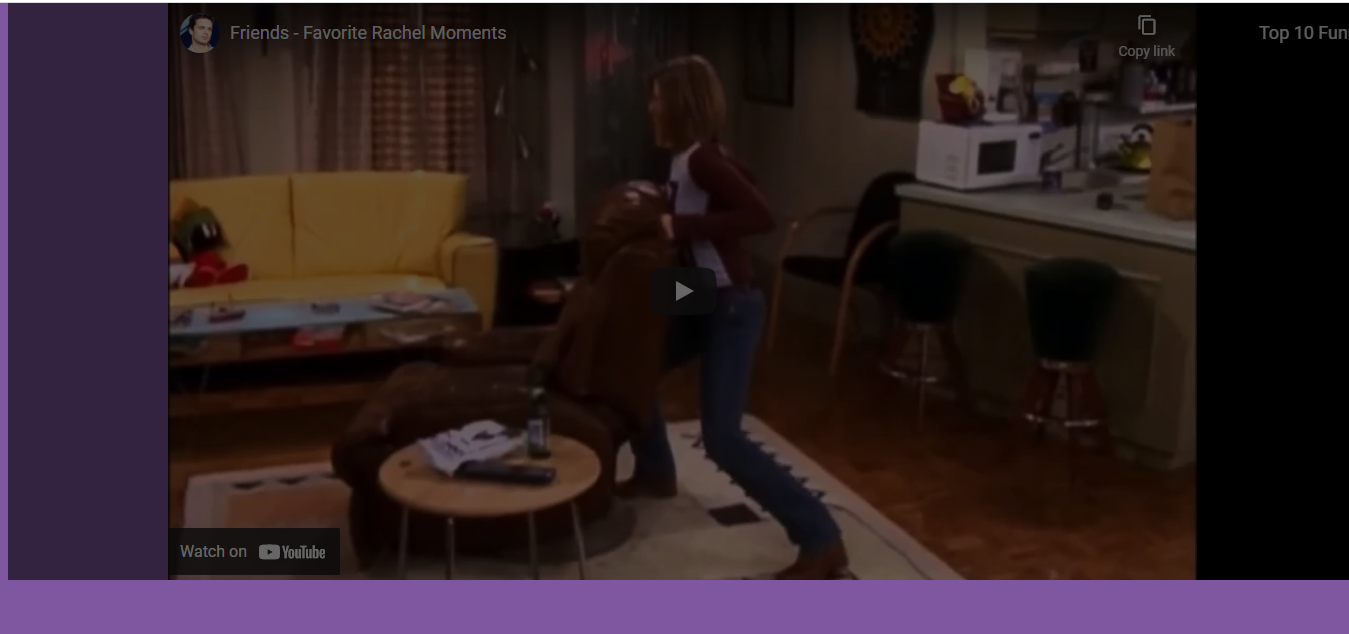 Friends - Favorite Rachel Moments
Copy link
Top 10 Fun
Watch on YouTube